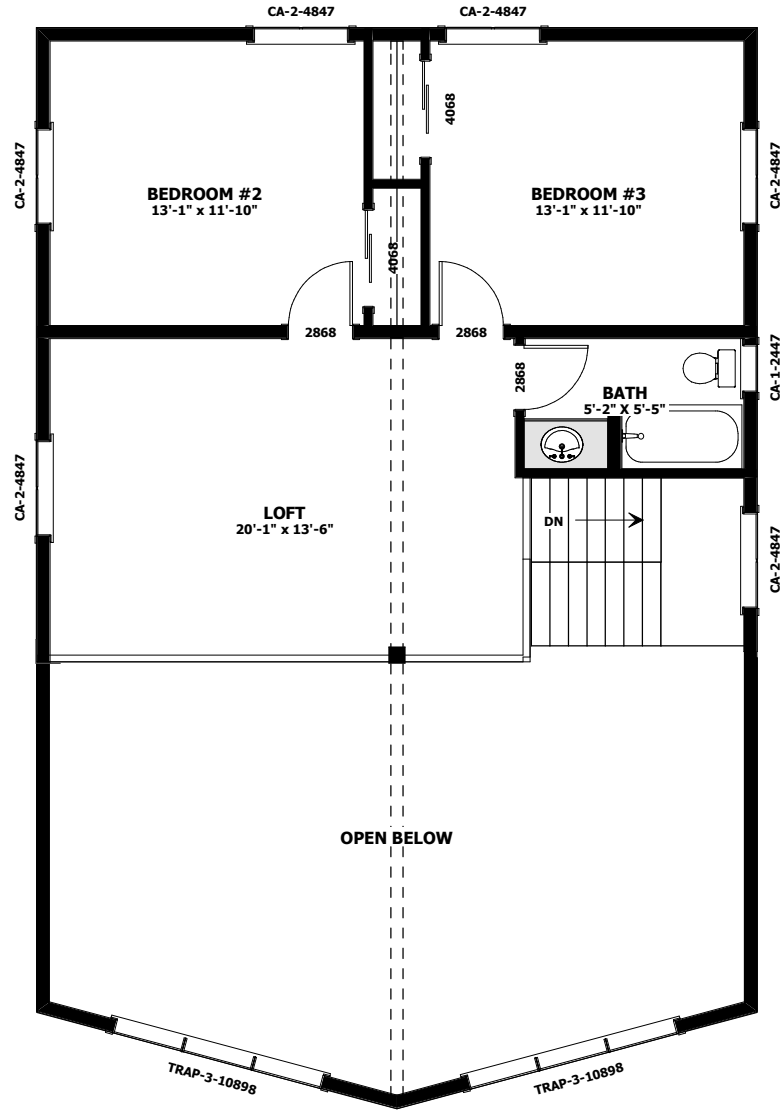 CA-2-4847
CA-2-4847
CA-2-4847
4068
CA-2-4847
BEDROOM #2
13'-1" x 11'-10"
BEDROOM #3
13'-1" x 11'-10"
4068
2868
2868
CA-1-2447
2868
BATH
5'-2" X 5'-5"
CA-2-4847
LOFT
20'-1" x 13'-6"
DN
CA-2-4847
OPEN BELOW
TRAP-3-10898
TRAP-3-10898